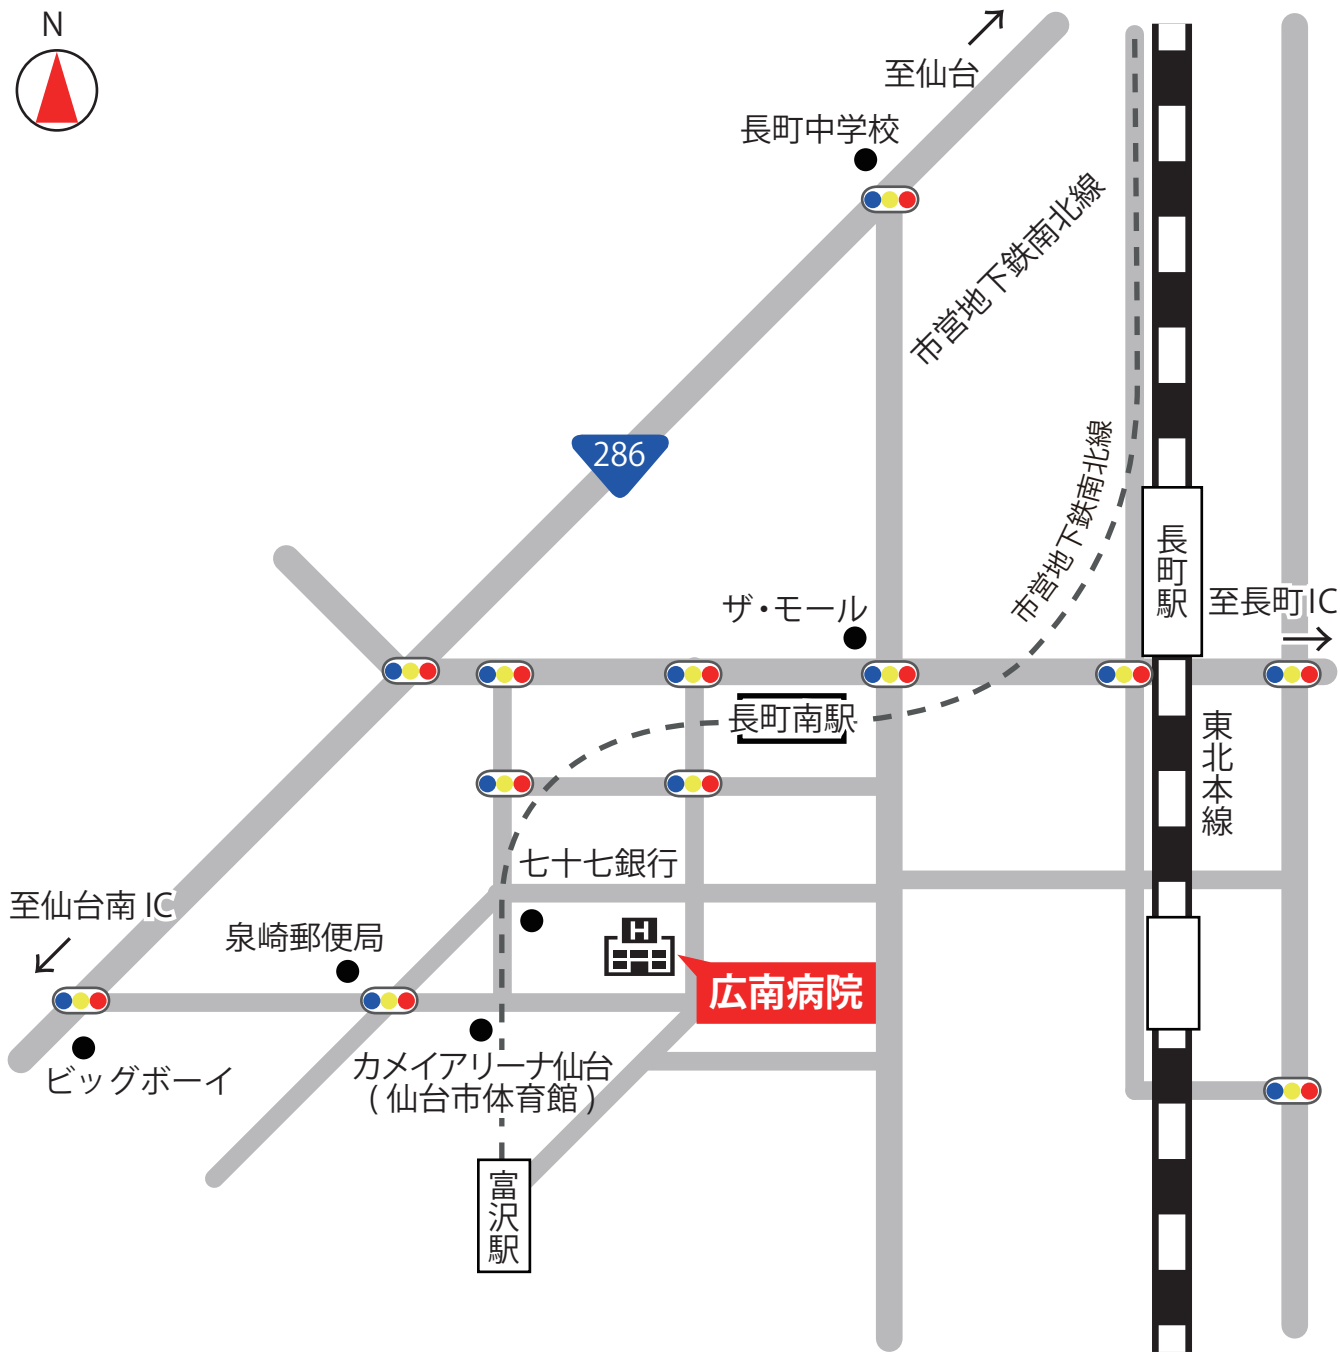 N
至仙台
長町中学校
市営地下鉄南北線
286
市営地下鉄南北線
長町駅
至長町IC
ザ・モール
長町南駅
東北本線
七十七銀行
至仙台南 IC
泉崎郵便局
H
広南病院
カメイアリーナ仙台
( 仙台市体育館 )
ビッグボーイ
富沢駅